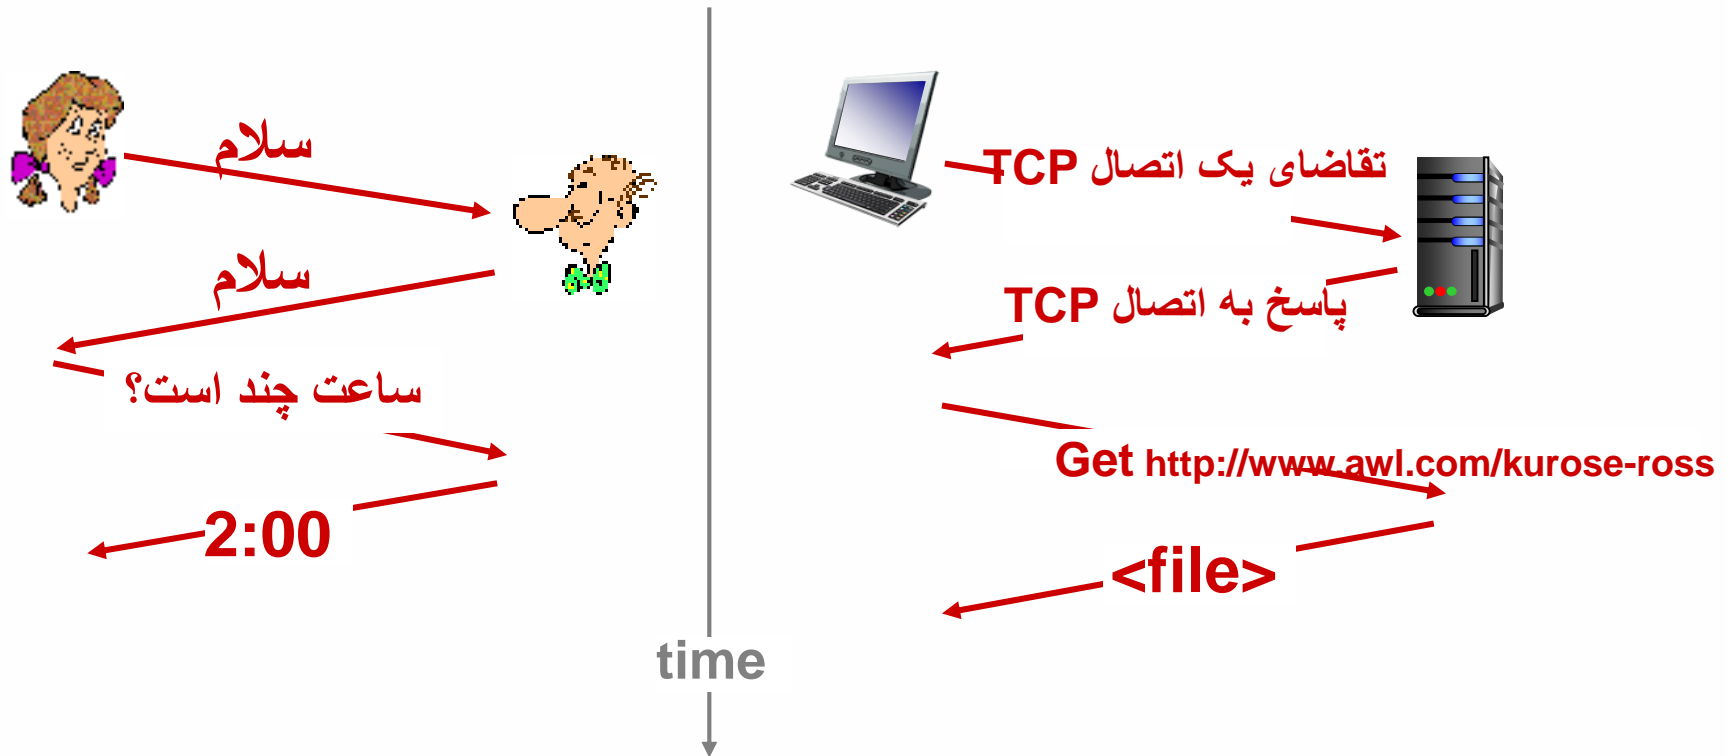 سلام
سلام
ساعت چند است؟
2:00
تقاضای یک اتصال TCP
پاسخ به اتصال TCP
Get http://www.awl.com/kurose-ross
<file>
time